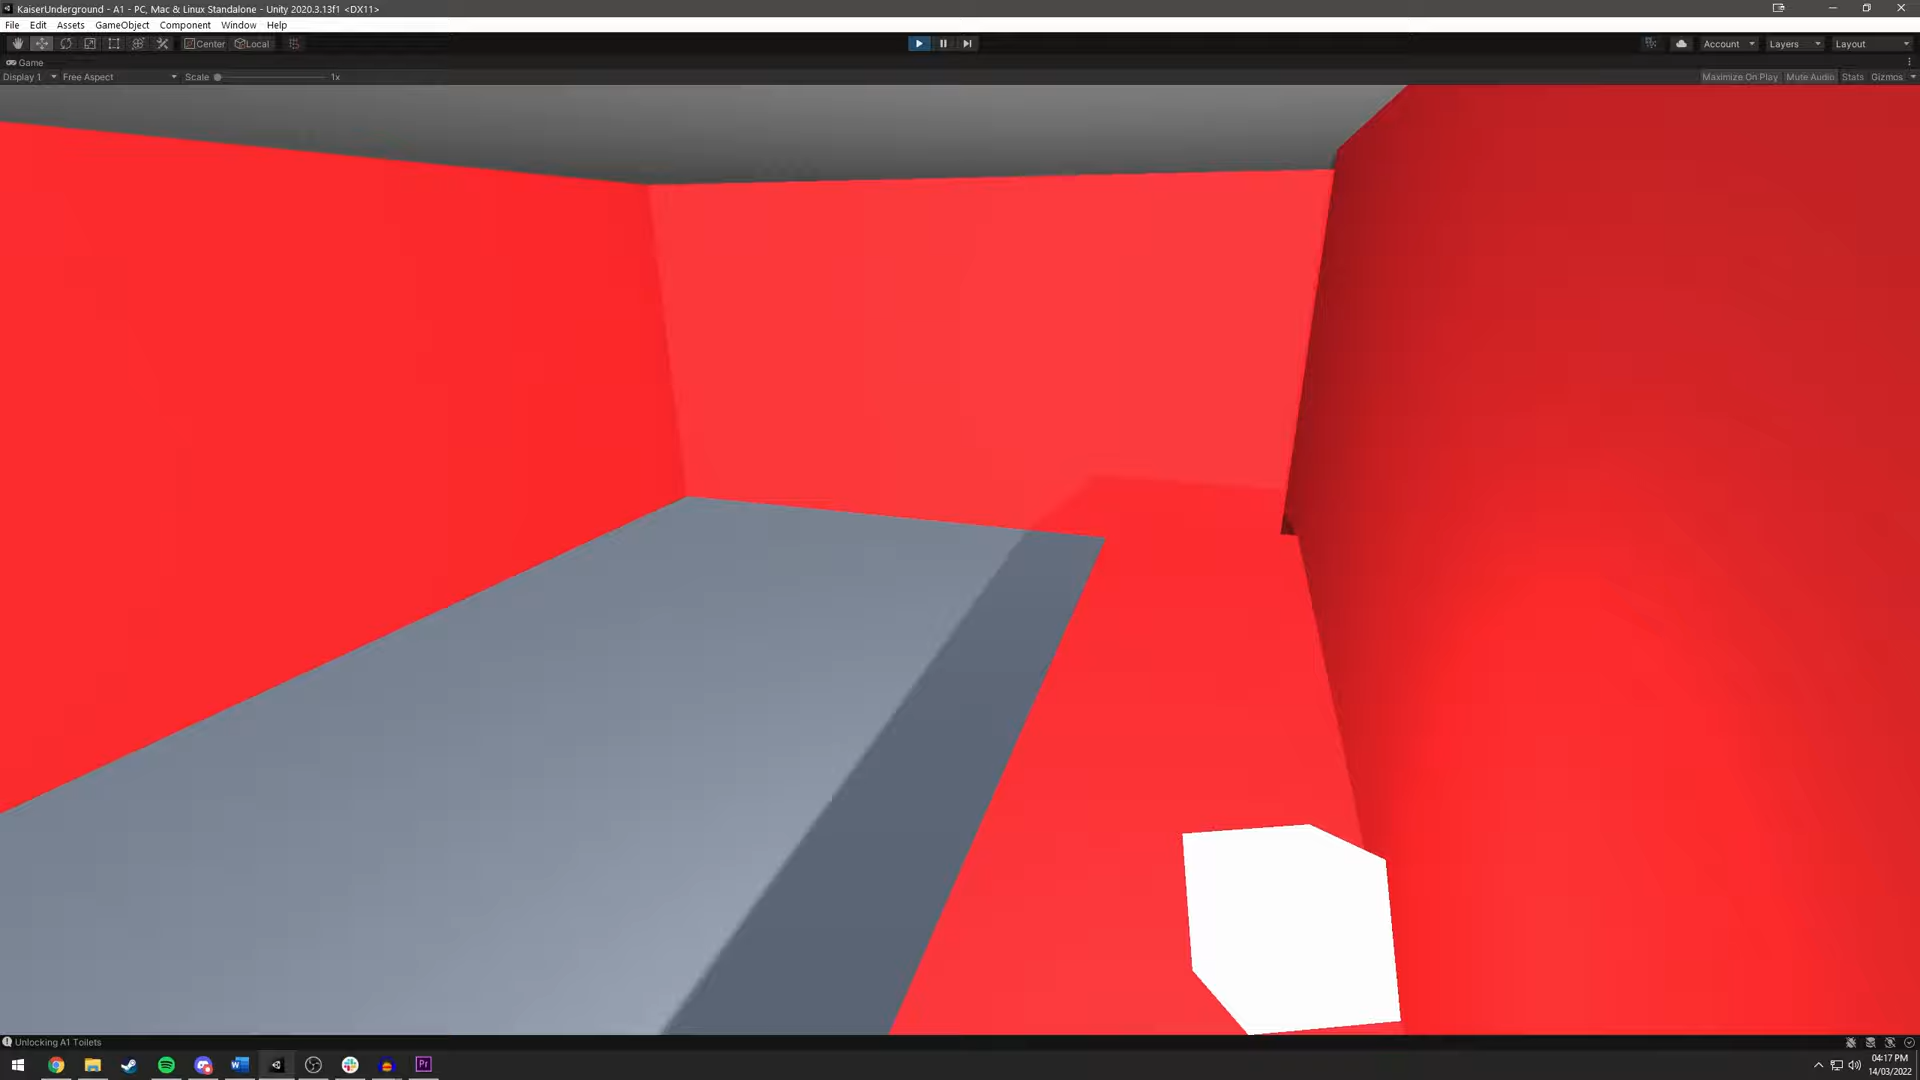 KaiserUnderground - A1 - PC, Mac & Linux Standalone - Unity 2020.3.13f1 <DX11>
File Edit Assets GameObject Component Window Help
Center Local Account Layers Layout
Game
Display 1 Free Aspect Scale 1x Maximize On Play Mute Audio Stats Gizmos
Unlocking A1 Toilets
W Pr
04:17 PM
14/03/2022